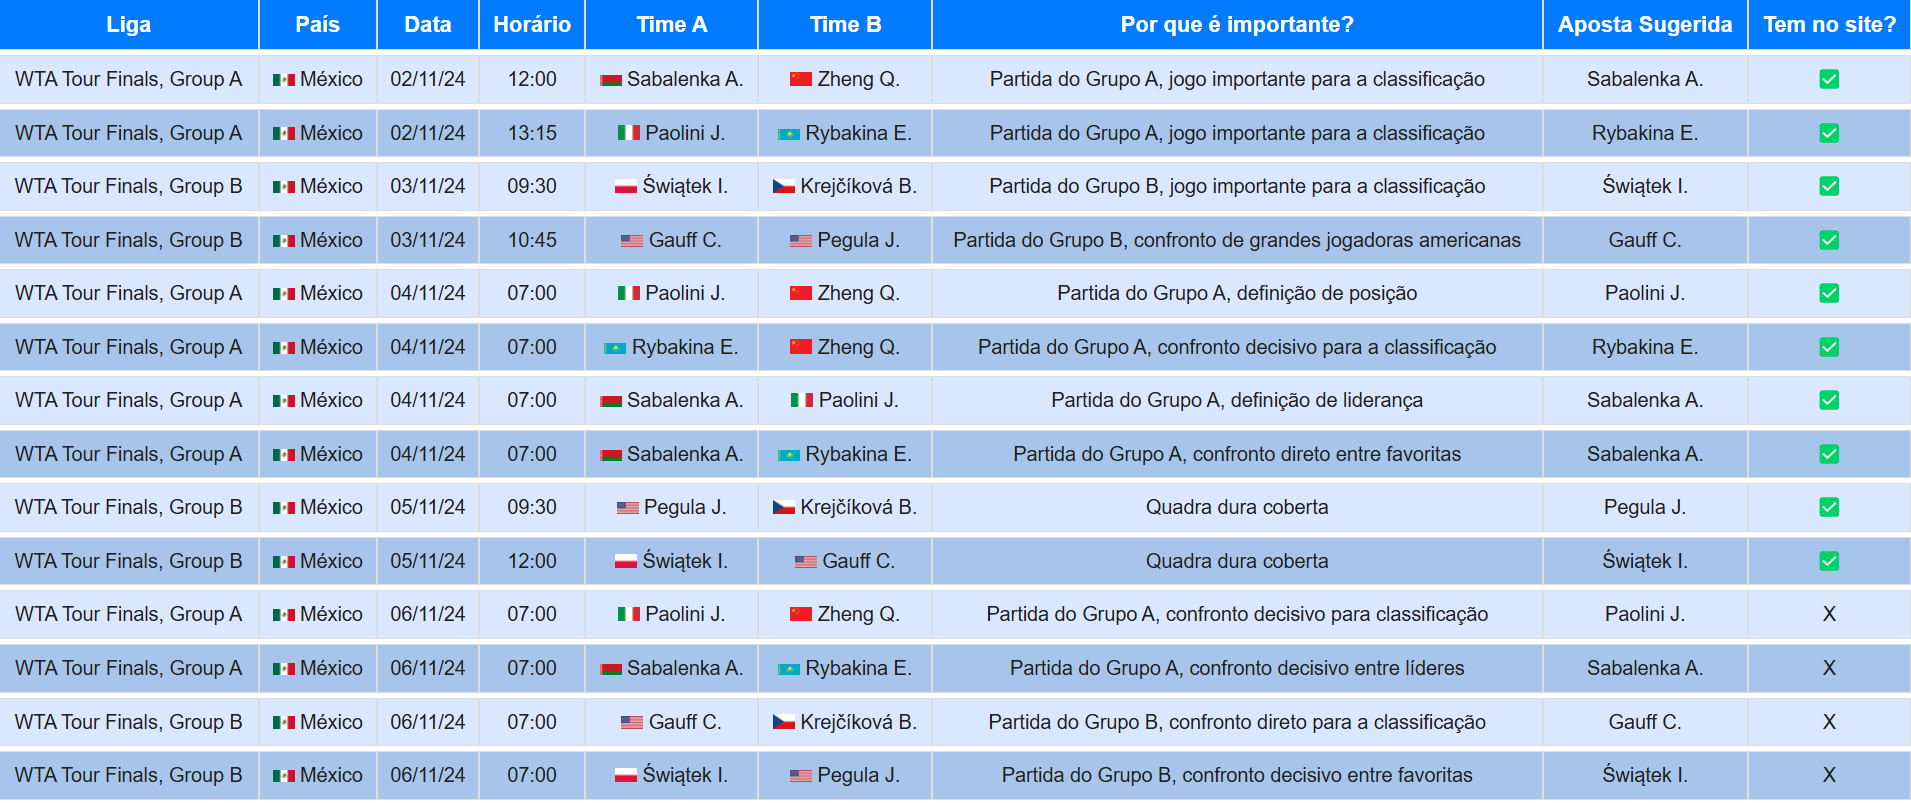 Liga País Data Horário Time A Time B Por que é importante? Aposta Sugerida Tem no site?
WTA Tour Finals, Group A México 02/11/24 12:00 Sabalenka A. Zheng Q. Partida do Grupo A, jogo importante para a classificação Sabalenka A. ✅
WTA Tour Finals, Group A México 02/11/24 13:15 Paolini J. Rybakina E. Partida do Grupo A, jogo importante para a classificação Rybakina E. ✅
WTA Tour Finals, Group B México 03/11/24 09:30 Świątek I. Krejčíková B. Partida do Grupo B, jogo importante para a classificação Świątek I. ✅
WTA Tour Finals, Group B México 03/11/24 10:45 Gauff C. Pegula J. Partida do Grupo B, confronto de grandes jogadoras americanas Gauff C. ✅
WTA Tour Finals, Group A México 04/11/24 07:00 Paolini J. Zheng Q. Partida do Grupo A, definição de posição Paolini J. ✅
WTA Tour Finals, Group A México 04/11/24 07:00 Rybakina E. Zheng Q. Partida do Grupo A, confronto decisivo para a classificação Rybakina E. ✅
WTA Tour Finals, Group A México 04/11/24 07:00 Sabalenka A. Paolini J. Partida do Grupo A, definição de liderança Sabalenka A. ✅
WTA Tour Finals, Group A México 04/11/24 07:00 Sabalenka A. Rybakina E. Partida do Grupo A, confronto direto entre favoritas Sabalenka A. ✅
WTA Tour Finals, Group B México 05/11/24 09:30 Pegula J. Krejčíková B. Quadra dura coberta Pegula J. ✅
WTA Tour Finals, Group B México 05/11/24 12:00 Świątek I. Gauff C. Quadra dura coberta Świątek I. ✅
WTA Tour Finals, Group A México 06/11/24 07:00 Paolini J. Zheng Q. Partida do Grupo A, confronto decisivo para classificação Paolini J. X
WTA Tour Finals, Group A México 06/11/24 07:00 Sabalenka A. Rybakina E. Partida do Grupo A, confronto decisivo entre líderes Sabalenka A. X
WTA Tour Finals, Group B México 06/11/24 07:00 Gauff C. Krejčíková B. Partida do Grupo B, confronto direto para a classificação Gauff C. X
WTA Tour Finals, Group B México 06/11/24 07:00 Świątek I. Pegula J. Partida do Grupo B, confronto decisivo entre favoritas Świątek I. X